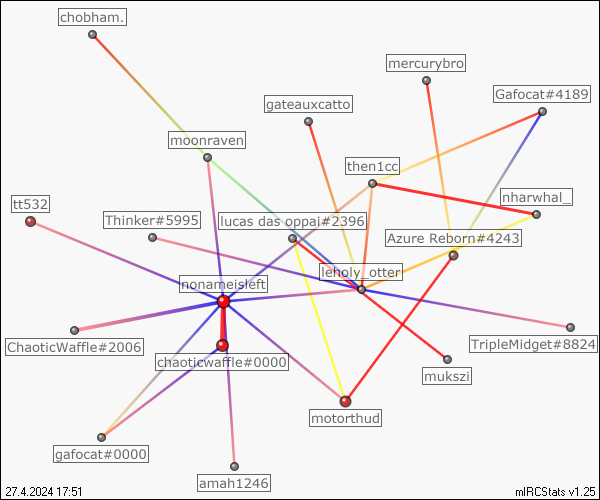 chobham.
mercurybro
Gafocat#4189
gateauxcatto
moonraven
then1cc
nharwhal_
tt532
Thinker#5995
lucas das oppai#2396
Azure Reborn#4243
leholy_otter
nonameisleft
ChaoticWaffle#2006
chaoticwaffle#0000
TripleMidget#8824
mukszi
motorthud
gafocat#0000
amah1246
27.4.2024 17:51
mIRCStats v1.25